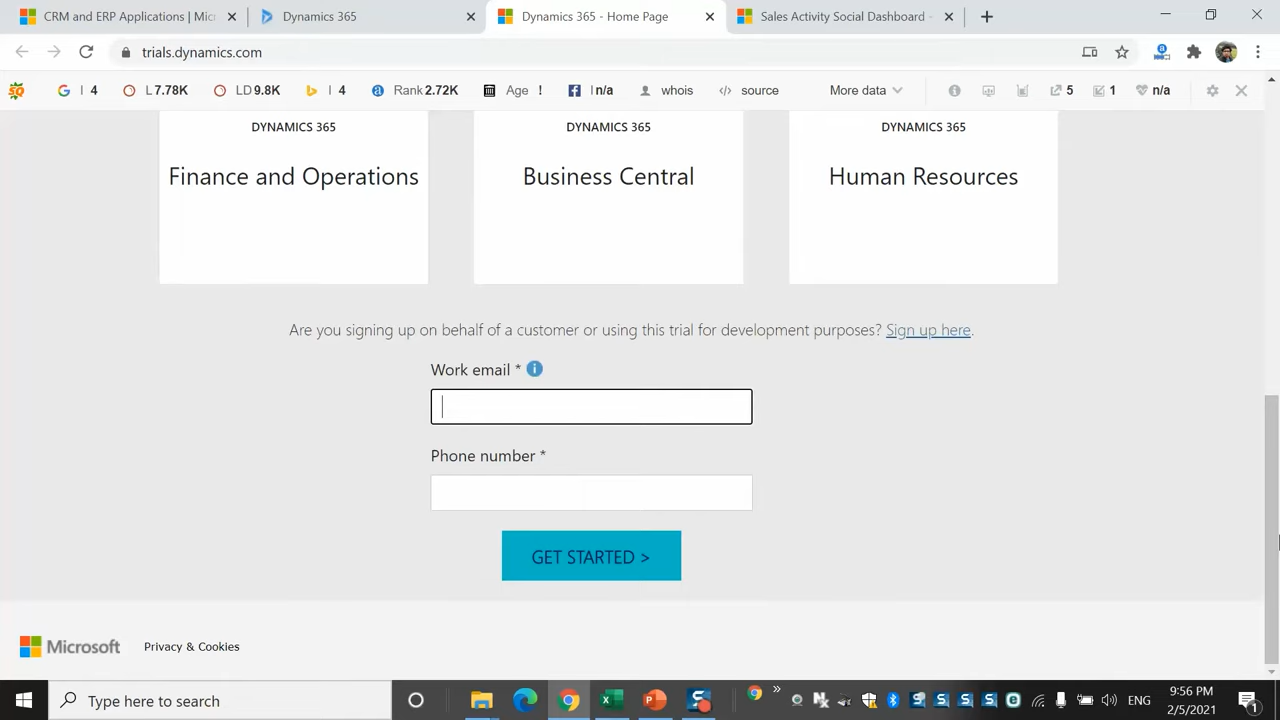 CRM and ERP Applications | Mic
Dynamics 365
Dynamics 365 - Home Page
Sales Activity Social Dashboard -
trials.dynamics.com
SQ
I 4
L 7.78K
LD 9.8K
I 4
Rank 2.72K
Age !
I n/a
whois
source
More data
5
1
n/a
DYNAMICS 365
DYNAMICS 365
DYNAMICS 365
Finance and Operations
Business Central
Human Resources
Are you signing up on behalf of a customer or using this trial for development purposes? Sign up here.
Work email *
Phone number *
GET STARTED >
Microsoft
Privacy & Cookies
Type here to search
ENG
9:56 PM
2/5/2021
1